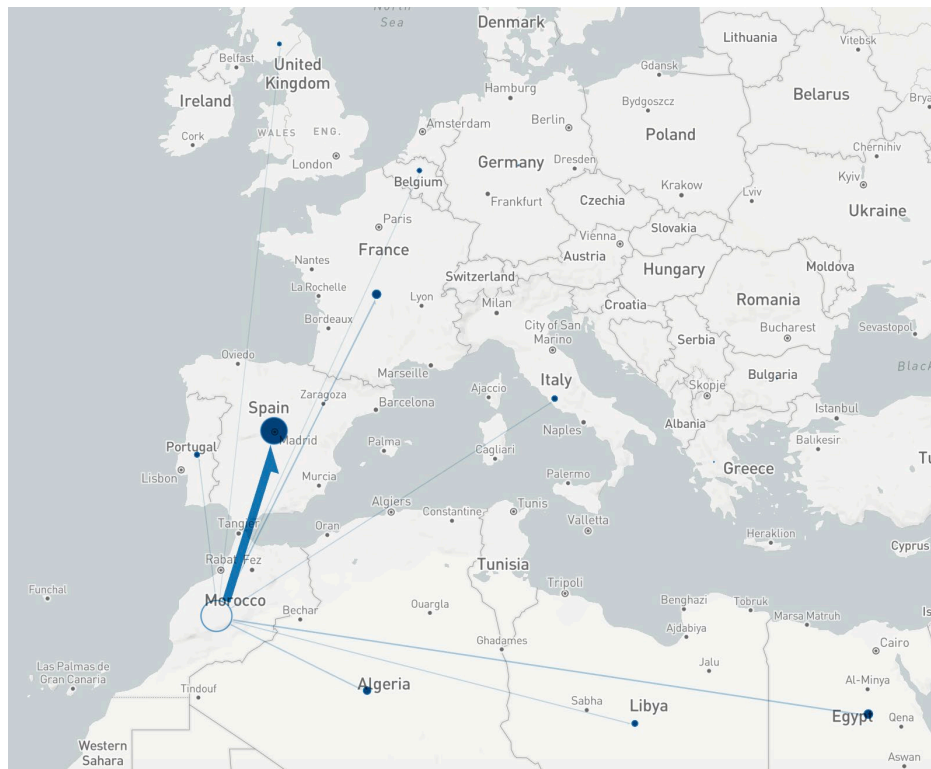 North
Sea
Denmark
Lithuania
Vitebsk
Belfast
United
Kingdom
Gdansk
Hamburg
Belarus
Ireland
Bydgoszcz
Bry
Amsterdam
Berlin
Poland
Cork
WALES
ENG.
Chernihiv
London
Germany
Dresden
Belgium
Krakow
Kyiv
Lviv
Frankfurt
Czechia
Ukraine
Paris
Slovakia
Vienna
France
Austria
Nantes
Hungary
Moldova
Switzerland
La Rochelle
Lyon
Milan
Croatia
Romania
Bordeaux
City of San
Marino
Bucharest
Sevastopol
Serbia
Oviedo
Marseille
Blac
Bulgaria
Italy
Skopje
Ajaccio
Zaragoza
Barcelona
Spain
Istanbul
Albania
Naples
Madrid
Palma
Balıkesir
Portugal
Cagliari
Tu
Greece
Lisbon
Murcia
Palermo
Algiers
Tunis
Constantine
Tangier
Oran
Valletta
Heraklion
Cyprus
Rabat
Fez
Tunisia
Tripoli
Funchal
Morocco
Benghazi
Tobruk
Is
Bechar
Ouargla
Marsa Matruh
Ajdabiya
Ghadames
Cairo
Las Palmas de
Gran Canaria
Jalu
Al-Minya
Tindouf
Algeria
Sabha
Libya
Egypt
Qena
Western
Sahara
Aswan